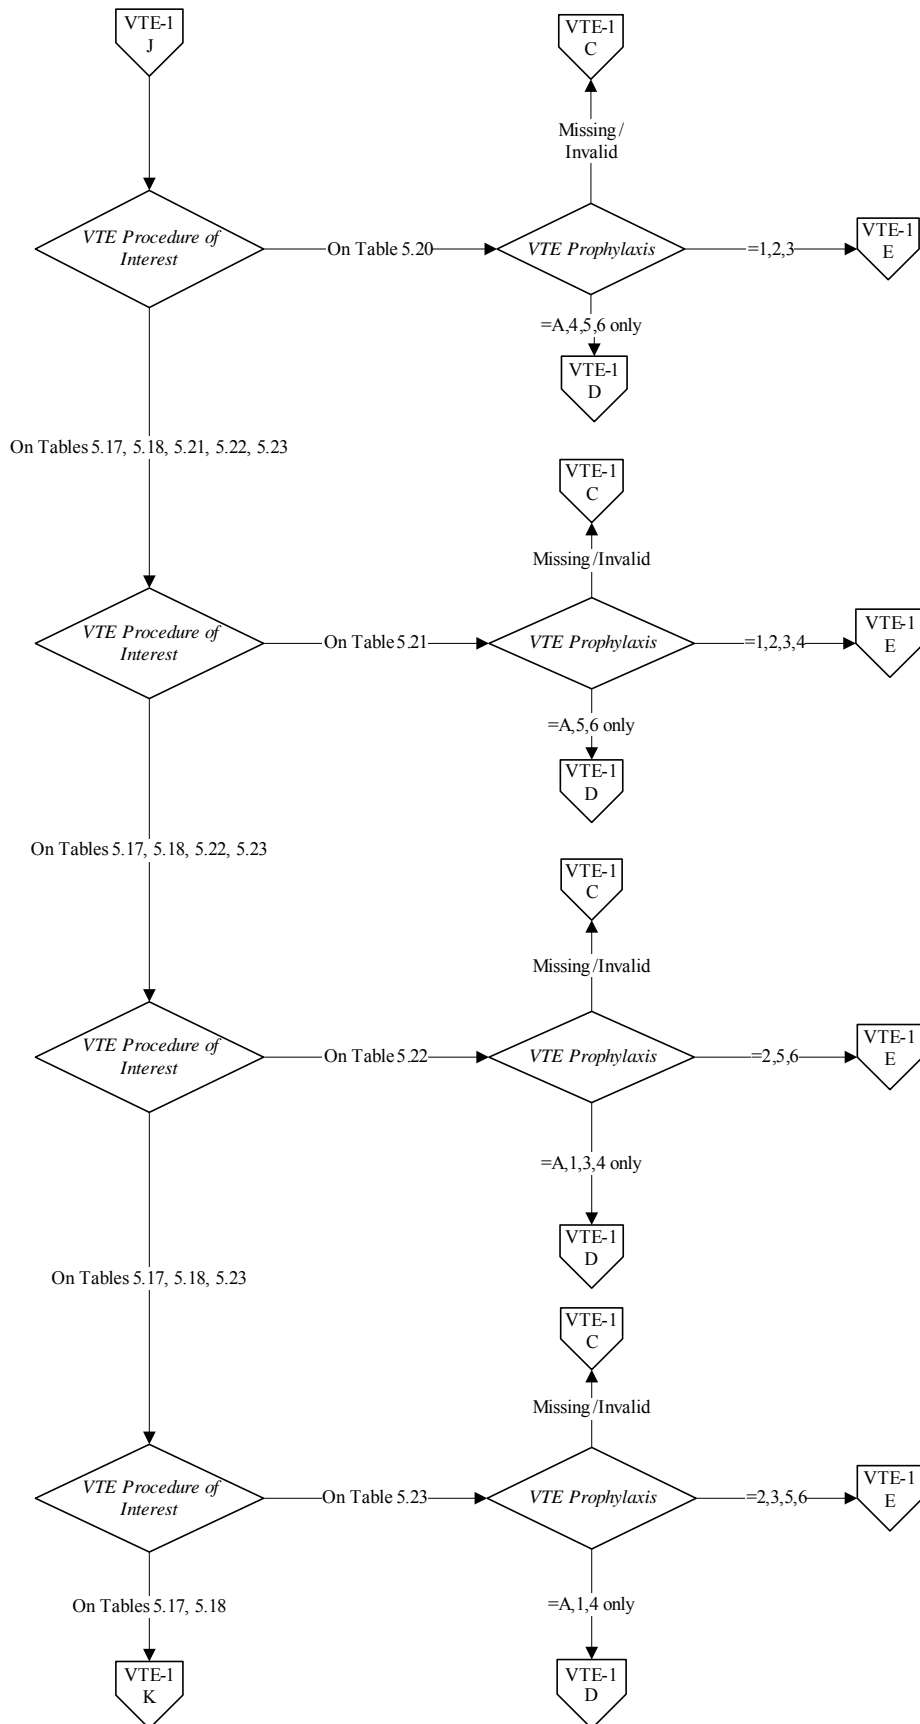 VTE-1
J
VTE-1
C
Missing/
Invalid
VTE Procedure of
Interest
On Table 5.20
VTE Prophylaxis
=1,2,3
VTE-1
E
=A,4,5,6 only
VTE-1
D
On Tables 5.17, 5.18, 5.21, 5.22, 5.23
VTE-1
C
Missing/Invalid
VTE Procedure of
Interest
On Table 5.21
VTE Prophylaxis
=1,2,3,4
VTE-1
E
=A,5,6 only
VTE-1
D
On Tables 5.17, 5.18, 5.22, 5.23
VTE-1
C
Missing/Invalid
VTE Procedure of
Interest
On Table 5.22
VTE Prophylaxis
=2,5,6
VTE-1
E
=A,1,3,4 only
VTE-1
D
On Tables 5.17, 5.18, 5.23
VTE-1
C
Missing/Invalid
VTE Procedure of
Interest
On Table 5.23
VTE Prophylaxis
=2,3,5,6
VTE-1
E
=A,1,4 only
VTE-1
D
On Tables 5.17, 5.18
VTE-1
K